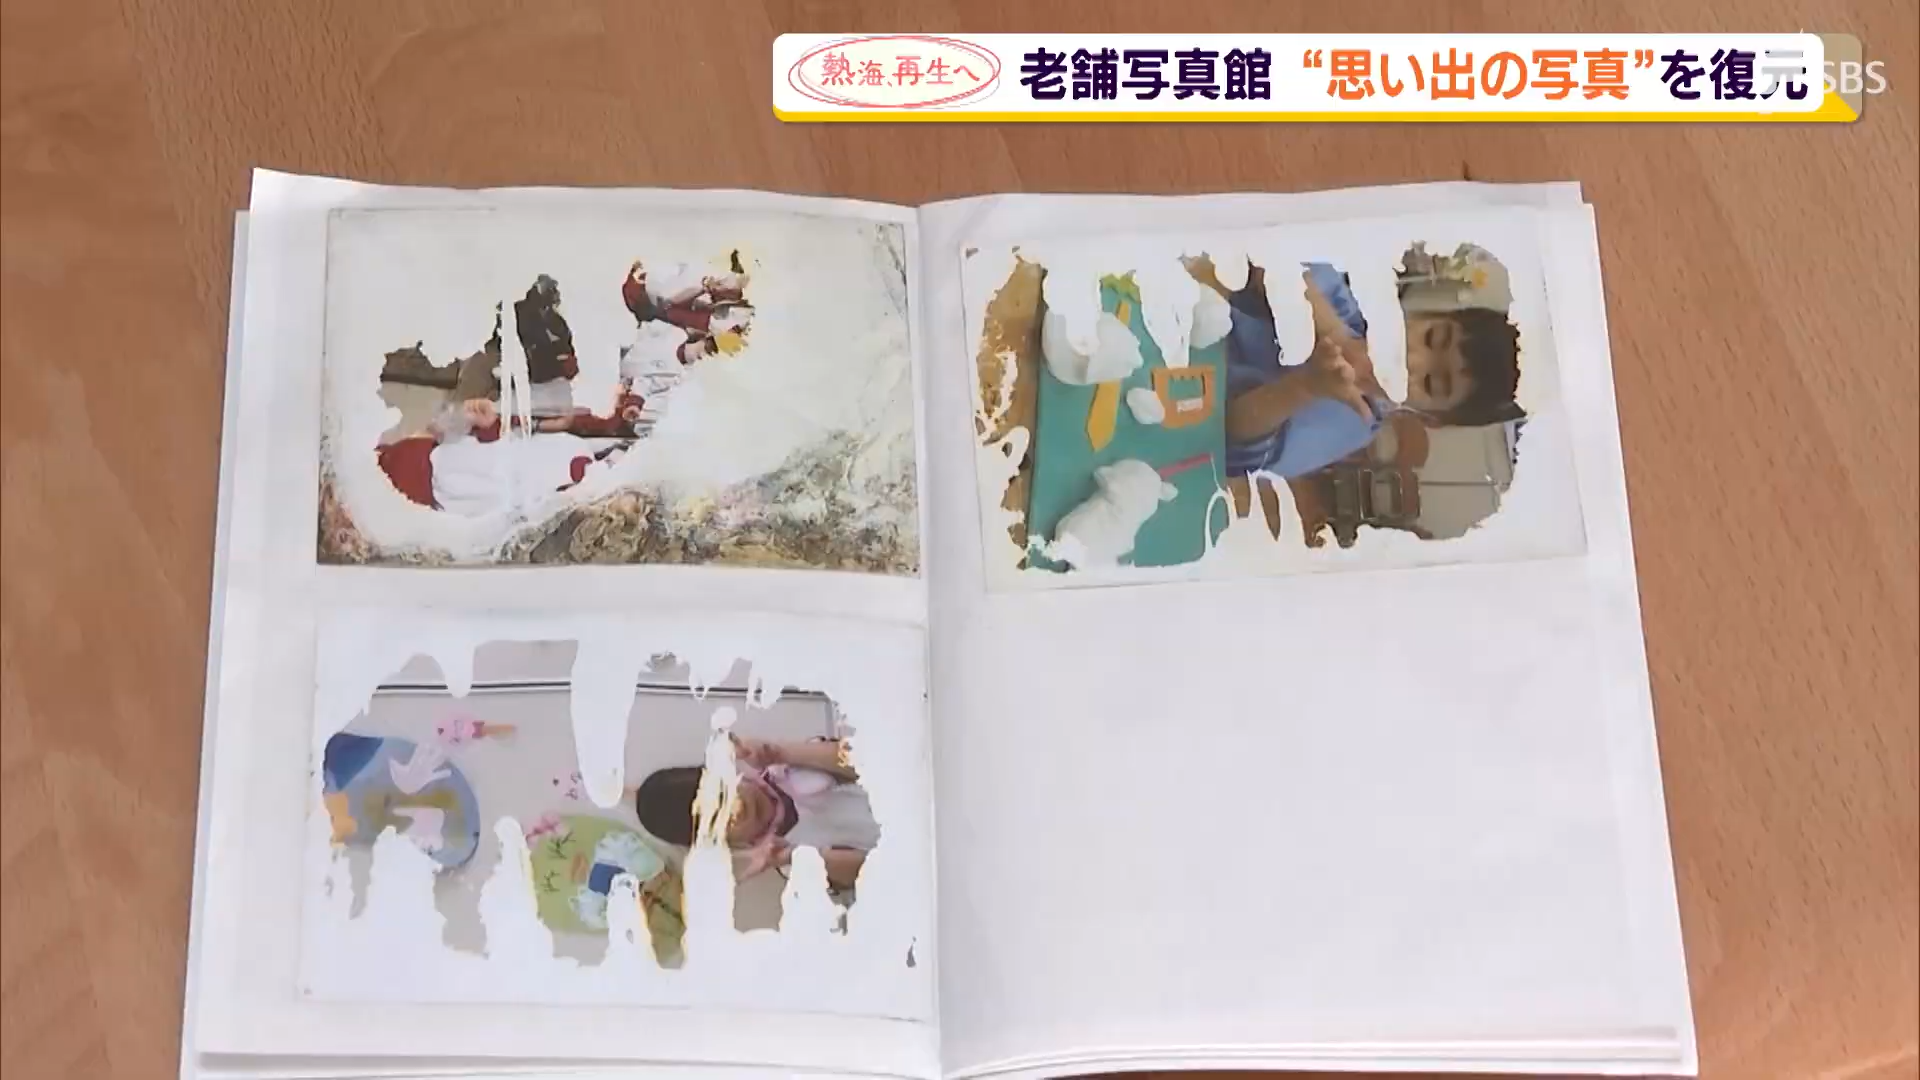 熱海、再生へ
老舗写真館 “思い出の写真”を復元
SBS